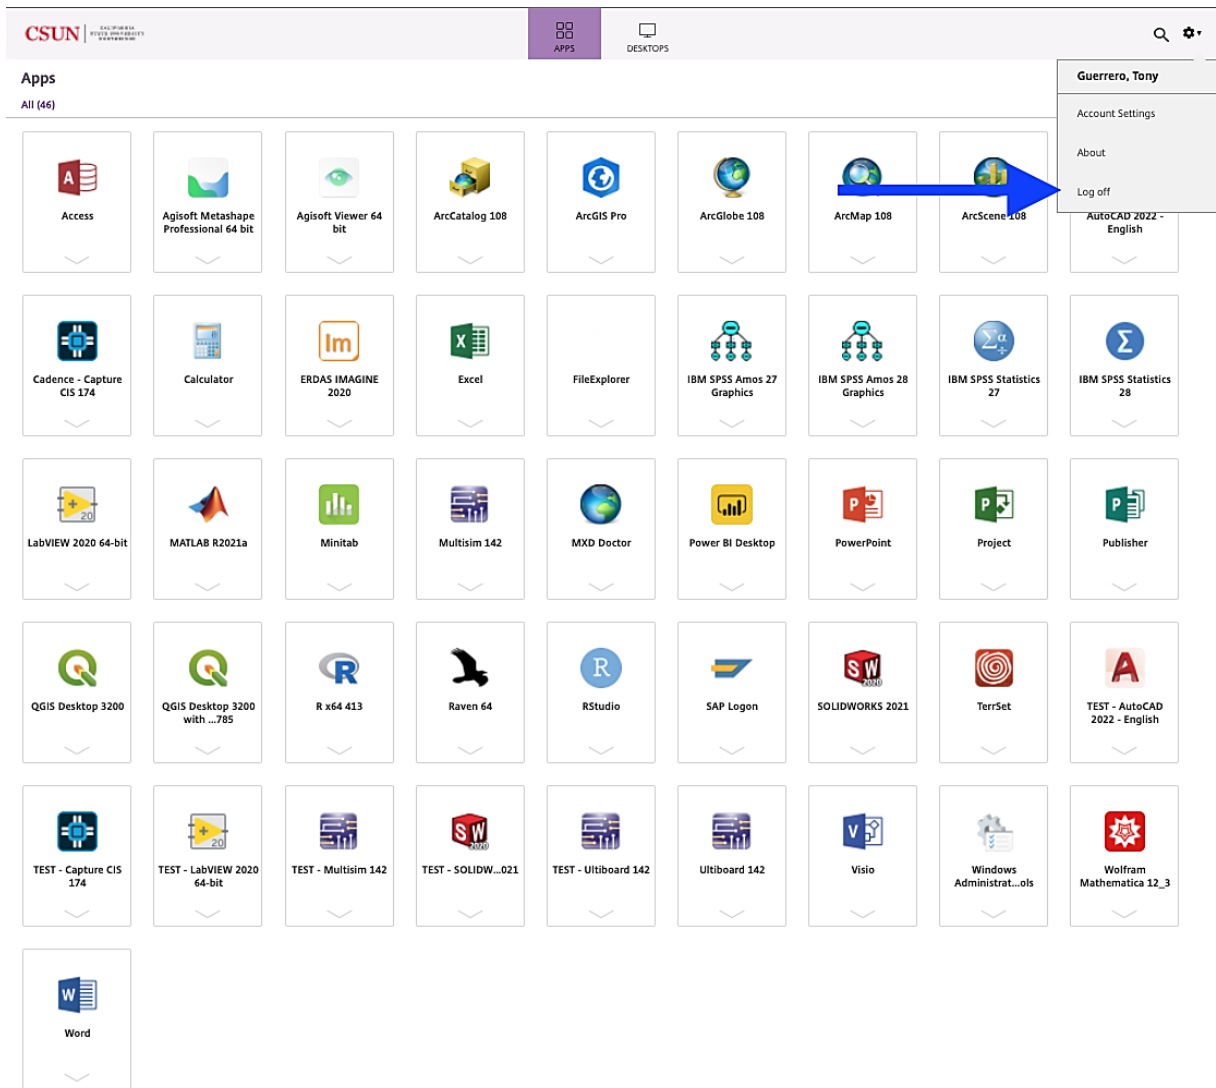 CSUN
CALIFORNIA
STATE UNIVERSITY
NORTHRIDGE
APPS
DESKTOPS
Apps
All (46)
Guerrero, Tony
Account Settings
About
Log off
Access
Agisoft Metashape
Professional 64 bit
Agisoft Viewer 64
bit
ArcCatalog 108
ArcGIS Pro
ArcGlobe 108
ArcMap 108
ArcScene 108
AutoCAD 2022 -
English
Cadence - Capture
CIS 174
Calculator
ERDAS IMAGINE
2020
Excel
FileExplorer
IBM SPSS Amos 27
Graphics
IBM SPSS Amos 28
Graphics
IBM SPSS Statistics
27
IBM SPSS Statistics
28
LabVIEW 2020 64-bit
MATLAB R2021a
Minitab
Multisim 142
MXD Doctor
Power BI Desktop
PowerPoint
Project
Publisher
QGIS Desktop 3200
QGIS Desktop 3200
with ...785
R x64 413
Raven 64
RStudio
SAP Logon
SOLIDWORKS 2021
TerrSet
TEST - AutoCAD
2022 - English
TEST - Capture CIS
174
TEST - LabVIEW 2020
64-bit
TEST - Multisim 142
TEST - SOLIDW...021
TEST - Ultiboard 142
Ultiboard 142
Visio
Windows
Administrat...ols
Wolfram
Mathematica 12_3
Word